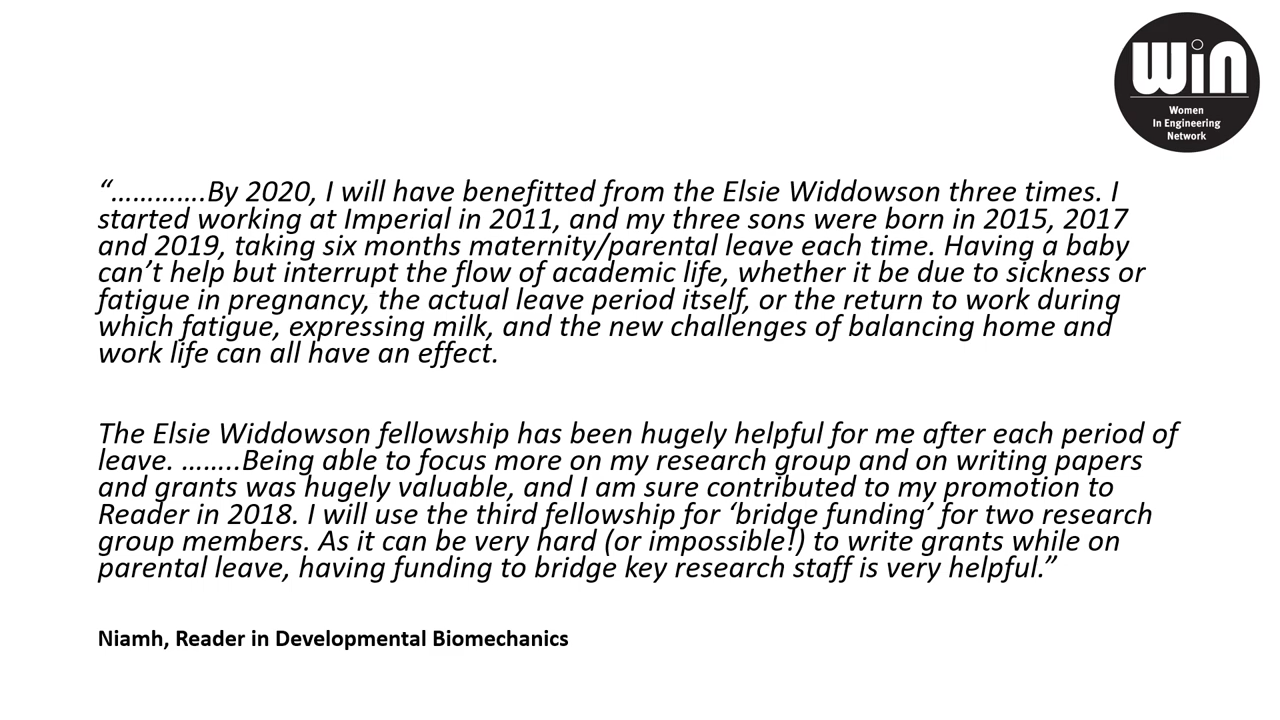 WiN
Women
In Engineering
Network
“………….By 2020, I will have benefitted from the Elsie Widdowson three times. I
started working at Imperial in 2011, and my three sons were born in 2015, 2017
and 2019, taking six months maternity/parental leave each time. Having a baby
can’t help but interrupt the flow of academic life, whether it be due to sickness or
fatigue in pregnancy, the actual leave period itself, or the return to work during
which fatigue, expressing milk, and the new challenges of balancing home and
work life can all have an effect.
The Elsie Widdowson fellowship has been hugely helpful for me after each period of
leave. ……..Being able to focus more on my research group and on writing papers
and grants was hugely valuable, and I am sure contributed to my promotion to
Reader in 2018. I will use the third fellowship for ‘bridge funding’ for two research
group members. As it can be very hard (or impossible!) to write grants while on
parental leave, having funding to bridge key research staff is very helpful.”
Niamh, Reader in Developmental Biomechanics